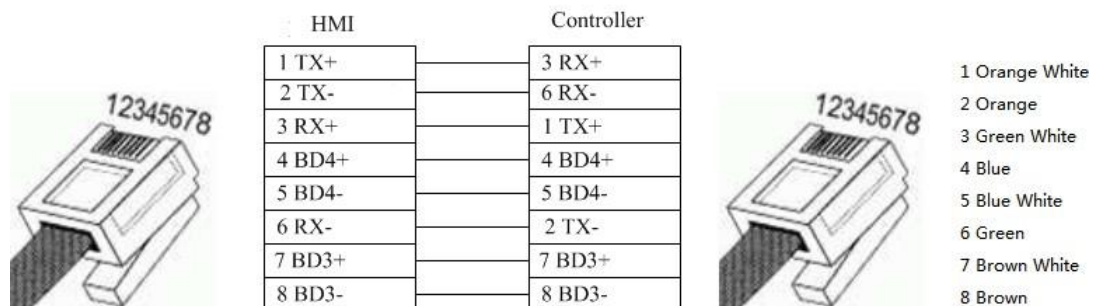 HMI Controller
1 TX+ 3 RX+
2 TX- 6 RX-
3 RX+ 1 TX+
4 BD4+ 4 BD4+
5 BD4- 5 BD4-
6 RX- 2 TX-
7 BD3+ 7 BD3+
8 BD3- 8 BD3-
12345678
12345678
1 Orange White
2 Orange
3 Green White
4 Blue
5 Blue White
6 Green
7 Brown White
8 Brown